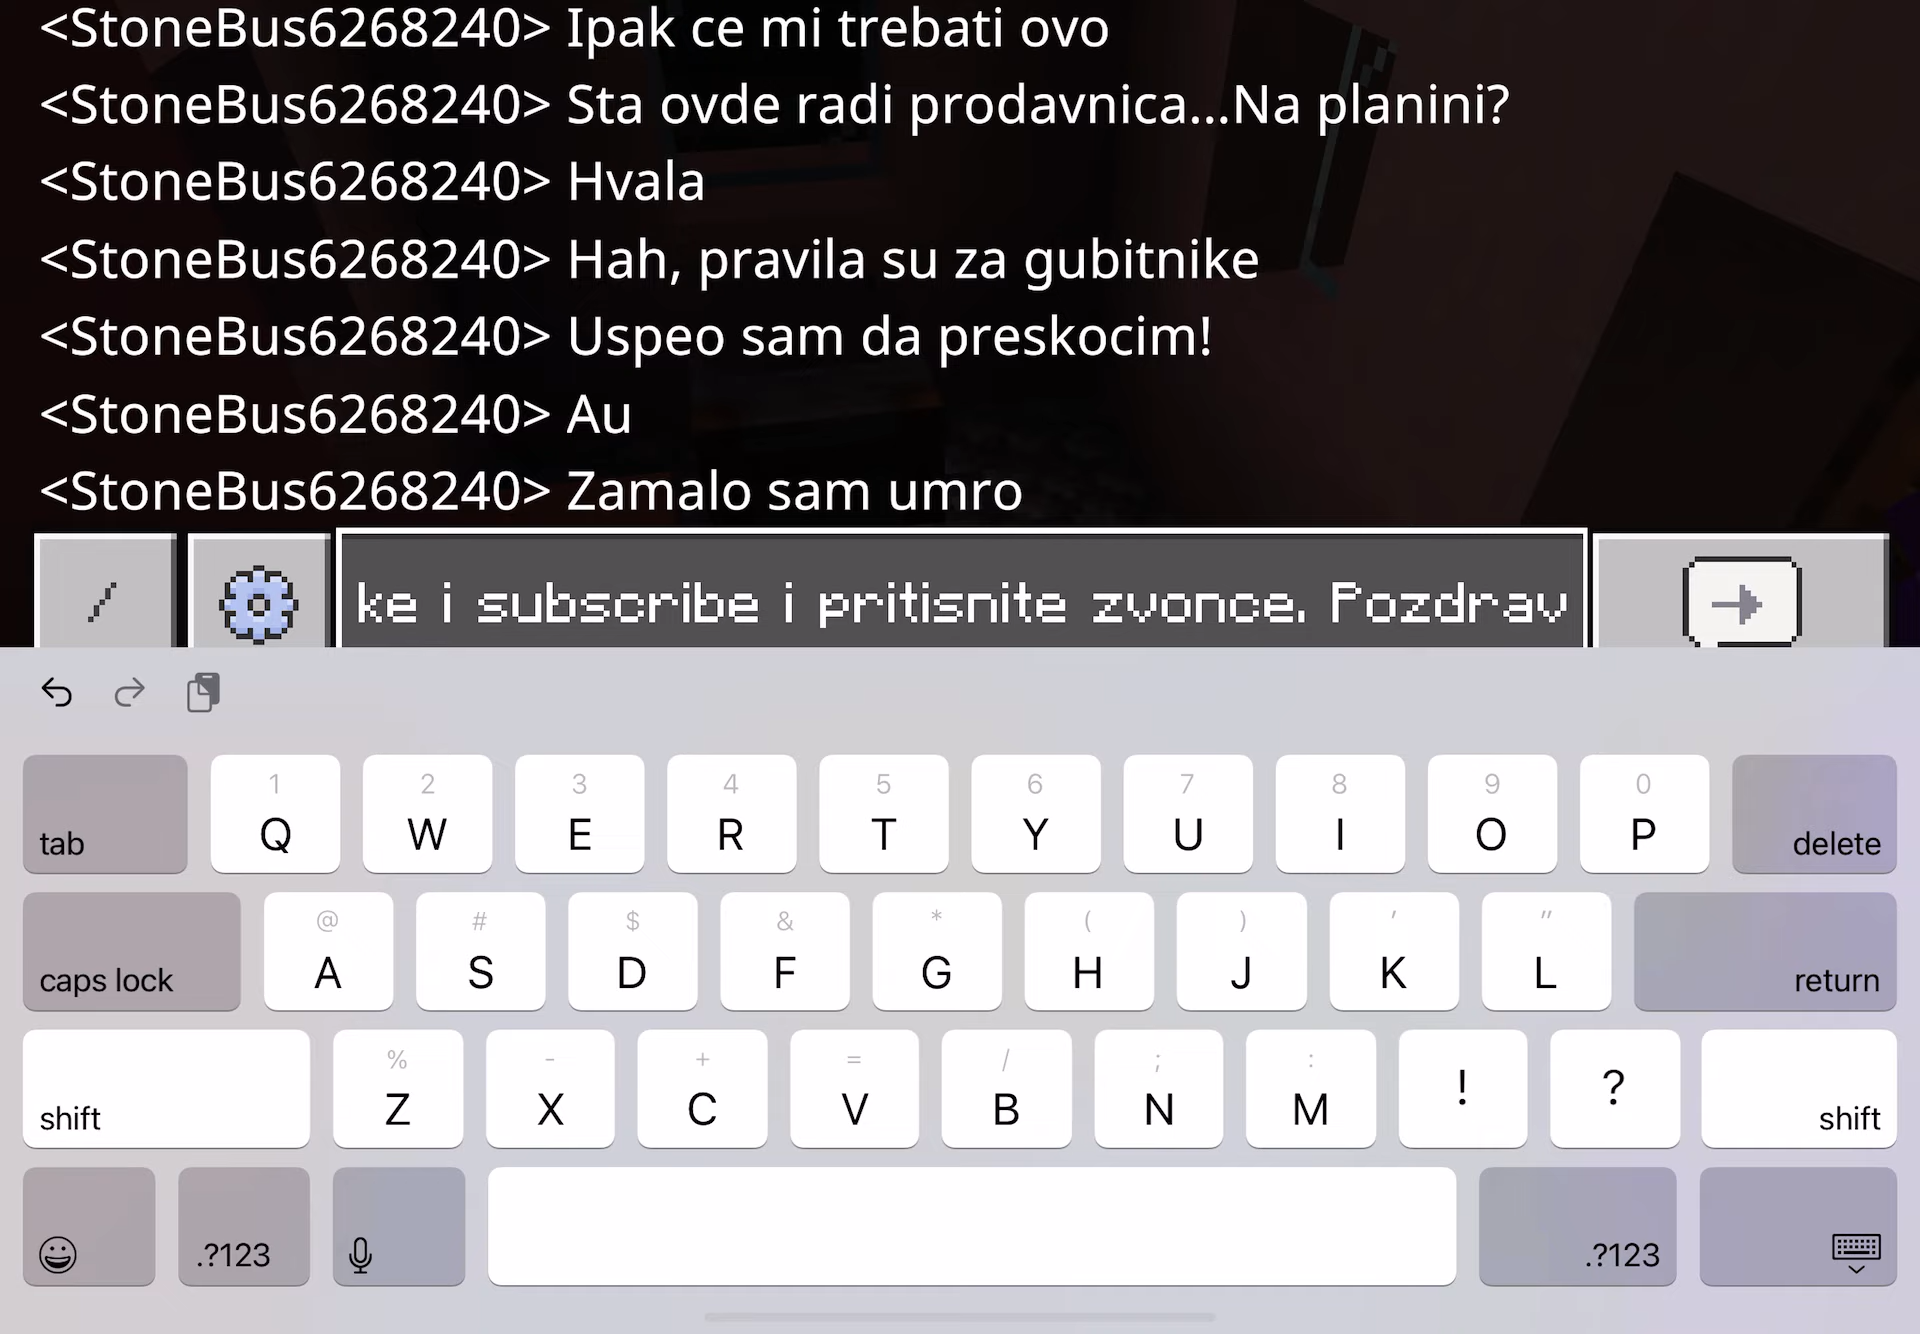 <StoneBus6268240> Ipak ce mi trebati ovo
<StoneBus6268240> Sta ovde radi prodavnica...Na planini?
<StoneBus6268240> Hvala
<StoneBus6268240> Hah, pravila su za gubitnike
<StoneBus6268240> Uspeo sam da preskocim!
<StoneBus6268240> Au
<StoneBus6268240> Zamalo sam umro
/ ke i subscribe i pritisnite zvonce. Pozdrav
1 2 3 4 5 6 7 8 9 0
tab Q W E R T Y U I O P delete
@ # $ & * ( ) ' "
caps lock A S D F G H J K L return
% - + = / ; :
shift Z X C V B N M ! ? shift
.?123 .?123